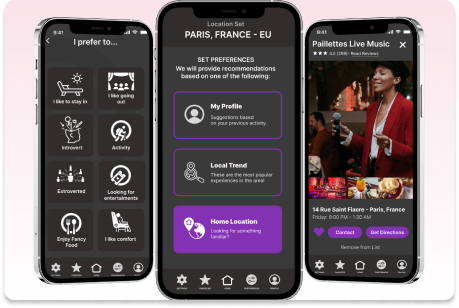 9:41
I prefer to...
I like to stay in
I like going
out
Introvert
Activity
Extroverted
Looking for
entertaiments
Enjoy Fancy
Food
I like comfort
Location Set
PARIS, FRANCE - EU
SET PREFERENCES
We will provide recommendations
based on one of the following:
My Profile
Suggestions based
on your previous activity.
Local Trend
These are the most popular
experiences in the area!
Home Location
Looking for something
familiar?
9:41
Paillettes Live Music
4.0
Read Reviews
14 Rue Saint Fiacre - Paris, France
Friday: 8:00 PM - 1:30 AM
Contact
Get Directions
Remove from List